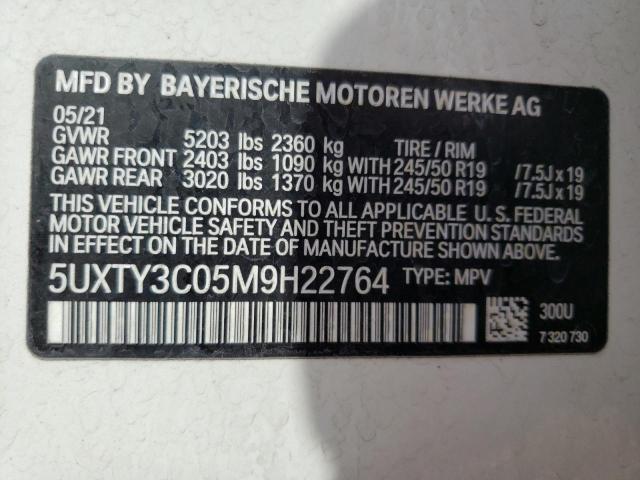 MFD BY BAYERISCHE MOTOREN WERKE AG
05/21
GVWR 5203 lbs 2360 kg TIRE / RIM
GAWR FRONT 2403 lbs 1090 kg WITH 245/50 R19 /7.5J x 19
GAWR REAR 3020 lbs 1370 kg WITH 245/50 R19 /7.5J x 19
THIS VEHICLE CONFORMS TO ALL APPLICABLE U.S. FEDERAL
MOTOR VEHICLE SAFETY AND THEFT PREVENTION STANDARDS
IN EFFECT ON THE DATE OF MANUFACTURE SHOWN ABOVE.
5UXTY3C05M9H22764 TYPE: MPV
300U
7 320 730